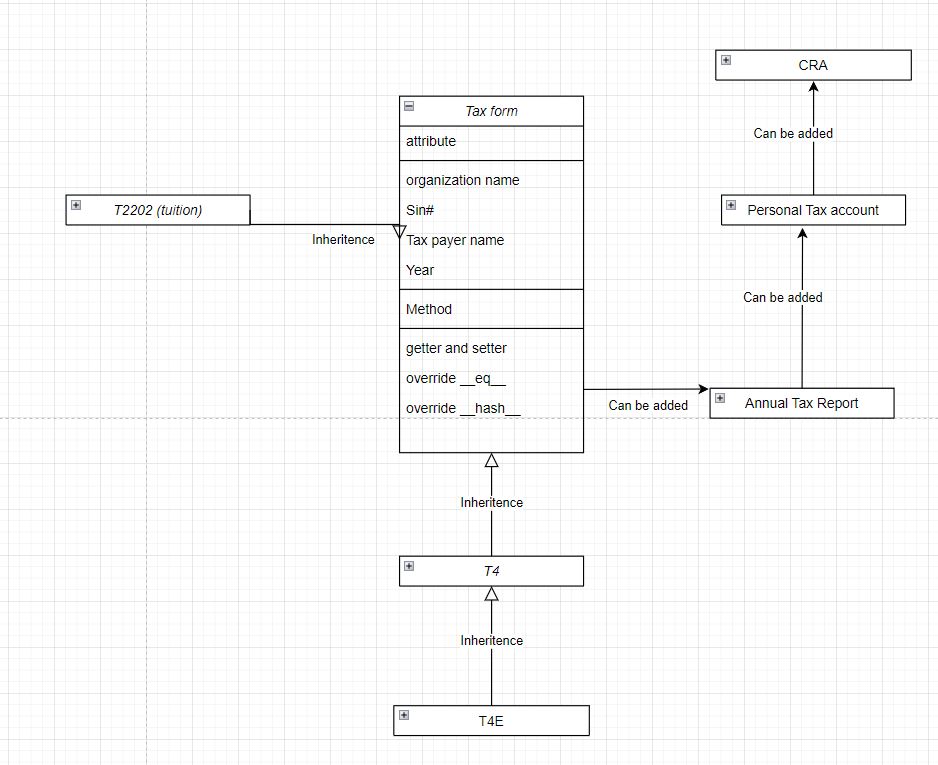 CRA
Can be added
Personal Tax account
Can be added
Annual Tax Report
Can be added
Tax form
attribute
organization name
Sin#
Tax payer name
Year
Method
getter and setter
override __eq__
override __hash__
T2202 (tuition)
Inheritence
Inheritence
T4
Inheritence
T4E